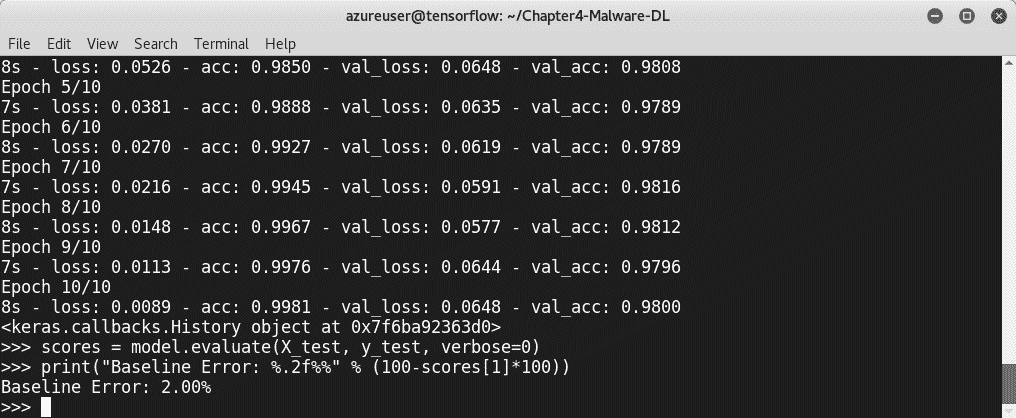 azureuser@tensorflow: ~/Chapter4-Malware-DL
File Edit View Search Terminal Help
8s - loss: 0.0526 - acc: 0.9850 - val_loss: 0.0648 - val_acc: 0.9808
Epoch 5/10
7s - loss: 0.0381 - acc: 0.9888 - val_loss: 0.0635 - val_acc: 0.9789
Epoch 6/10
8s - loss: 0.0270 - acc: 0.9927 - val_loss: 0.0619 - val_acc: 0.9789
Epoch 7/10
7s - loss: 0.0216 - acc: 0.9945 - val_loss: 0.0591 - val_acc: 0.9816
Epoch 8/10
8s - loss: 0.0148 - acc: 0.9967 - val_loss: 0.0577 - val_acc: 0.9812
Epoch 9/10
7s - loss: 0.0113 - acc: 0.9976 - val_loss: 0.0644 - val_acc: 0.9796
Epoch 10/10
8s - loss: 0.0089 - acc: 0.9981 - val_loss: 0.0648 - val_acc: 0.9800
<keras.callbacks.History object at 0x7f6ba92363d0>
>>> scores = model.evaluate(X_test, y_test, verbose=0)
>>> print("Baseline Error: %.2f%%" % (100-scores[1]*100))
Baseline Error: 2.00%
>>>